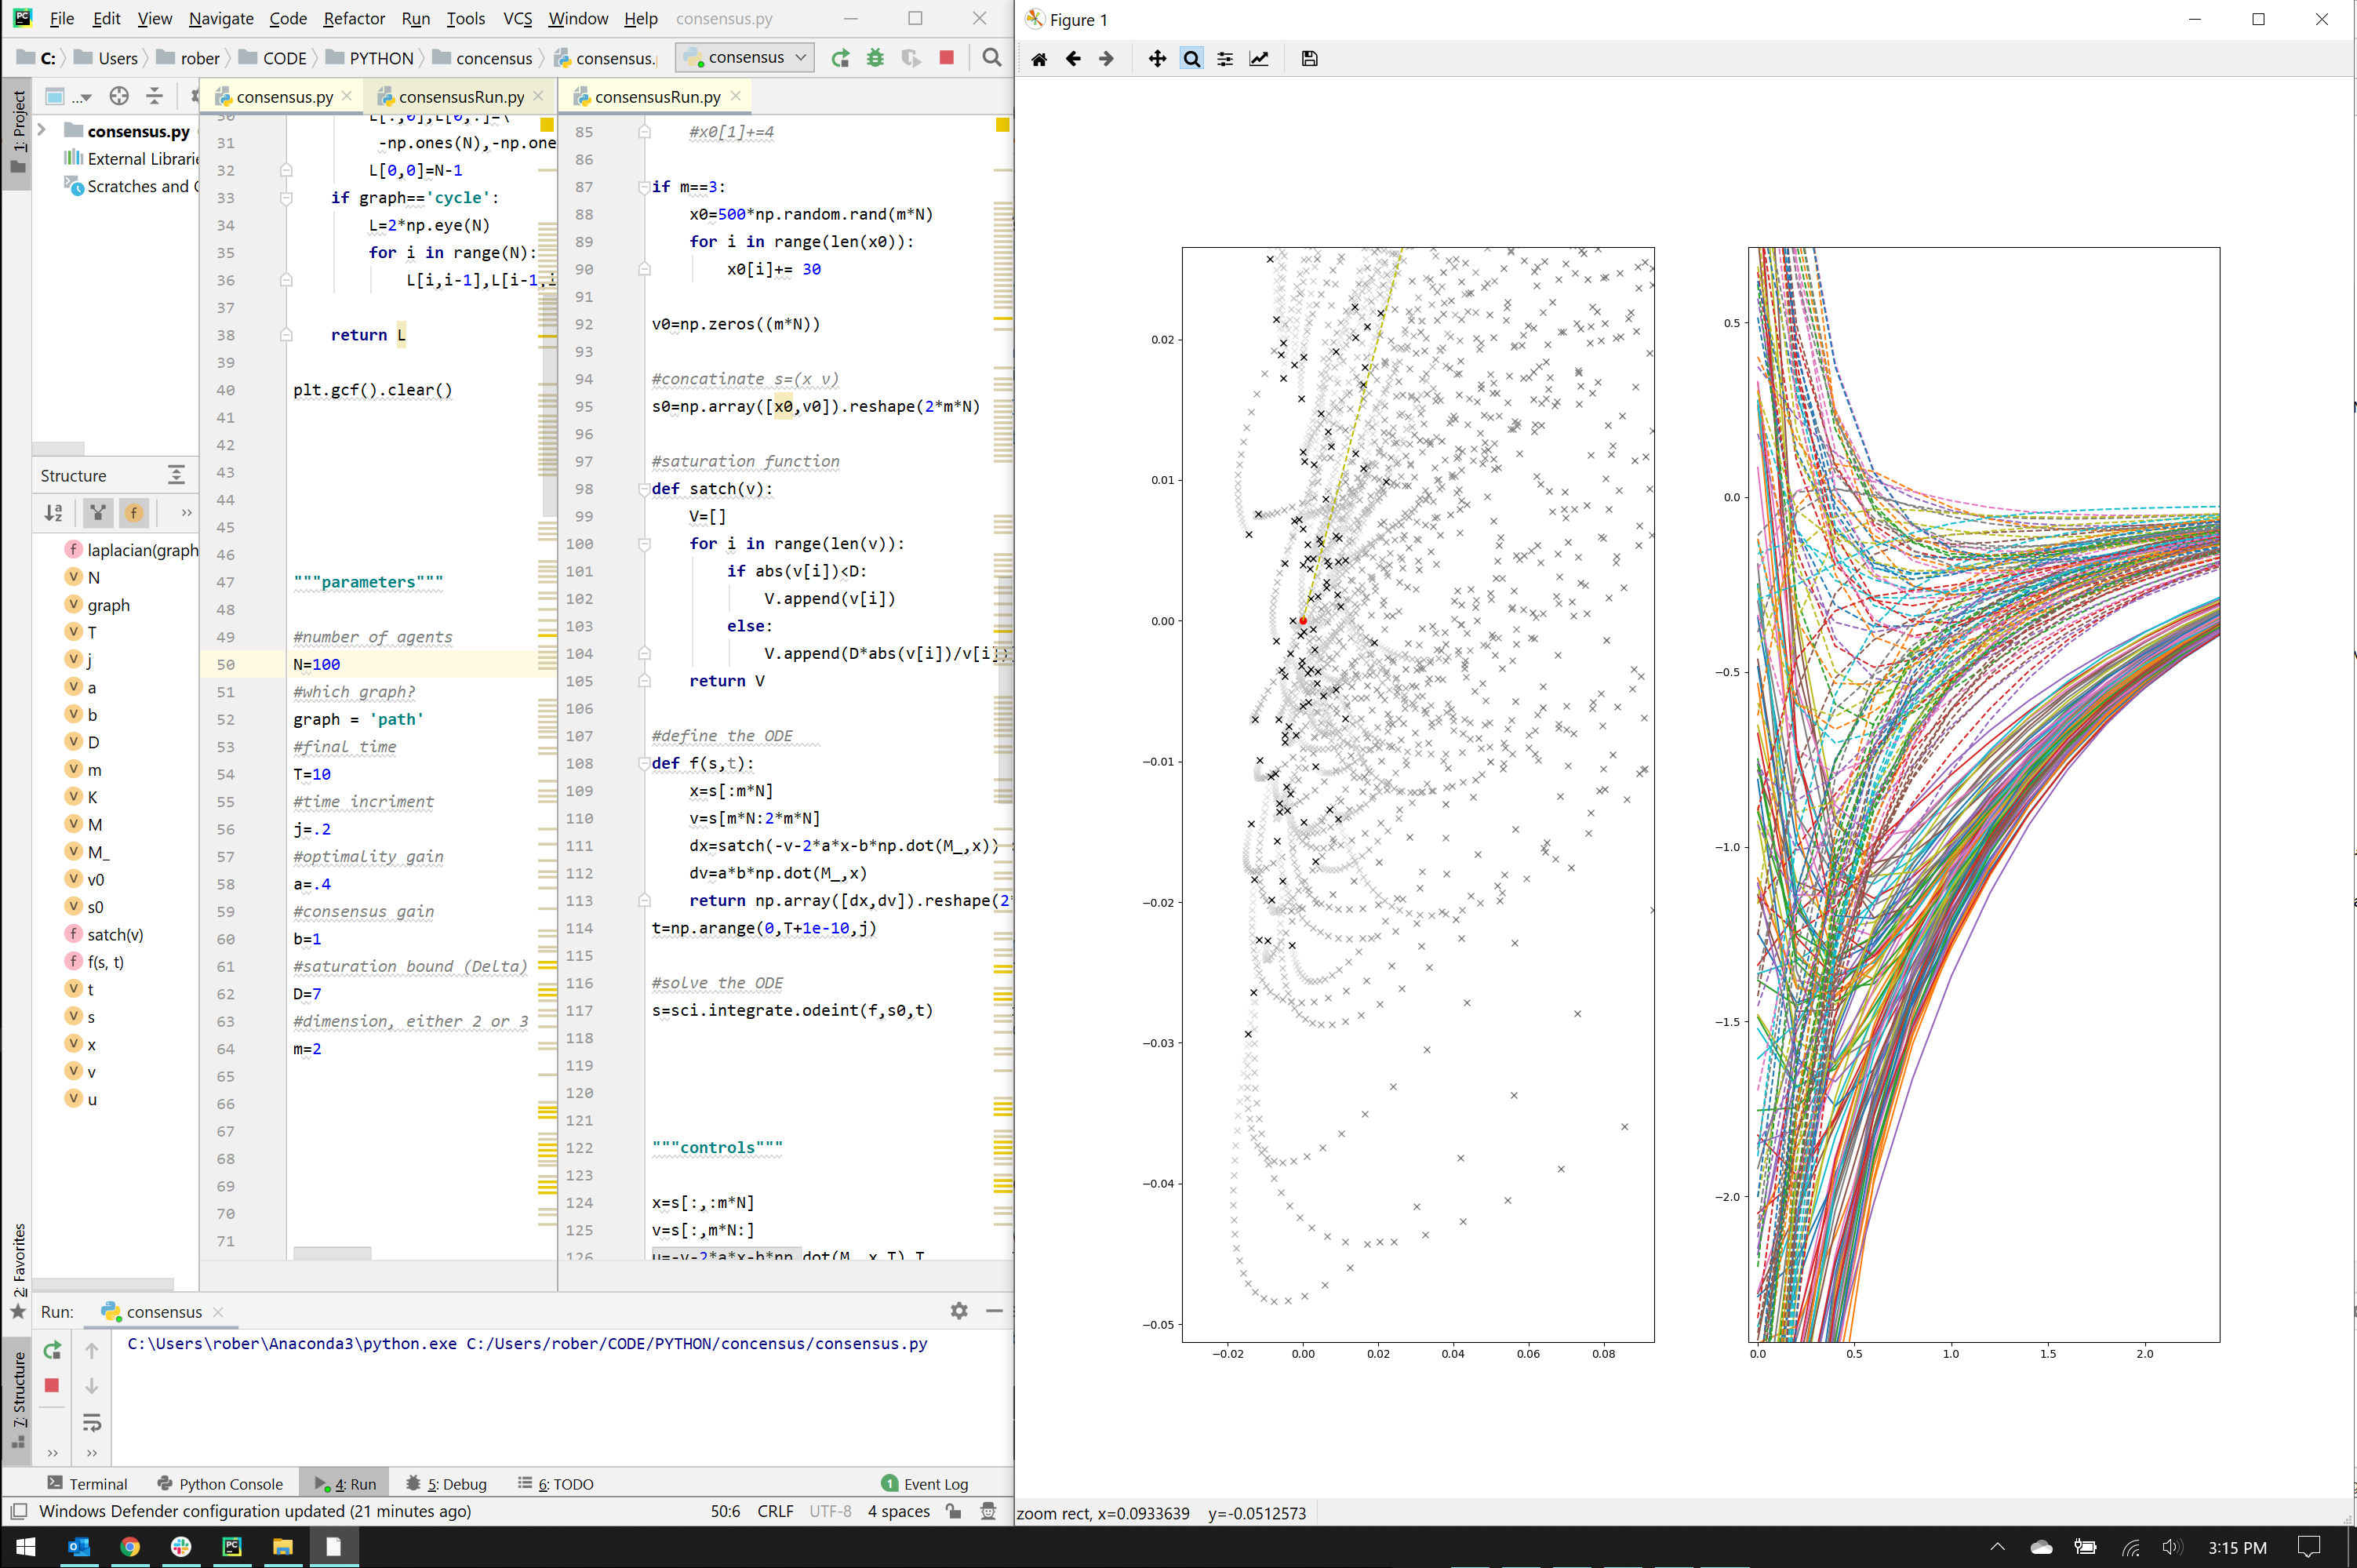 File Edit View Navigate Code Refactor Run Tools VCS Window Help consensus.py
C: Users rober CODE PYTHON concensus consensus. consensus
1: Project
... consensus.py consensusRun.py consensusRun.py
consensus.py
External Librari
Scratches and C
Structure
laplacian(graph
N
graph
T
j
a
b
D
m
K
M
M_
v0
s0
satch(v)
f(s, t)
t
s
x
v
u
2: Favorites
7: Structure
30 L[:,0],L[0,:]=\
31 -np.ones(N),-np.one
32 L[0,0]=N-1
33 if graph=='cycle':
34 L=2*np.eye(N)
35 for i in range(N):
36 L[i,i-1],L[i-1,i
37
38 return L
39
40 plt.gcf().clear()
41
42
43
44
45
46
47 """parameters"""
48
49 #number of agents
50 N=100
51 #which graph?
52 graph = 'path'
53 #final time
54 T=10
55 #time incriment
56 j=.2
57 #optimality gain
58 a=.4
59 #consensus gain
60 b=1
61 #saturation bound (Delta)
62 D=7
63 #dimension, either 2 or 3
64 m=2
65
66
67
68
69
70
71
85 #x0[1]+=4
86
87 if m==3:
88 x0=500*np.random.rand(m*N)
89 for i in range(len(x0)):
90 x0[i]+= 30
91
92 v0=np.zeros((m*N))
93
94 #concatinate s=(x v)
95 s0=np.array([x0,v0]).reshape(2*m*N)
96
97 #saturation function
98 def satch(v):
99 V=[]
100 for i in range(len(v)):
101 if abs(v[i])<D:
102 V.append(v[i])
103 else:
104 V.append(D*abs(v[i])/v[i])
105 return V
106
107 #define the ODE
108 def f(s,t):
109 x=s[:m*N]
110 v=s[m*N:2*m*N]
111 dx=satch(-v-2*a*x-b*np.dot(M_,x))
112 dv=a*b*np.dot(M_,x)
113 return np.array([dx,dv]).reshape(2*
114 t=np.arange(0,T+1e-10,j)
115
116 #solve the ODE
117 s=sci.integrate.odeint(f,s0,t)
118
119
120
121
122 """controls"""
123
124 x=s[:,:m*N]
125 v=s[:,m*N:]
126 u=-v-2*a*x-b*np.dot(M_,x.T).T
Run: consensus
C:\Users\rober\Anaconda3\python.exe C:/Users/rober/CODE/PYTHON/concensus/consensus.py
Terminal Python Console 4: Run 5: Debug 6: TODO 1 Event Log
Windows Defender configuration updated (21 minutes ago) 50:6 CRLF UTF-8 4 spaces
Figure 1
0.02
0.01
0.00
−0.01
−0.02
−0.03
−0.04
−0.05
−0.02 0.00 0.02 0.04 0.06 0.08
0.5
0.0
−0.5
−1.0
−1.5
−2.0
0.0 0.5 1.0 1.5 2.0
zoom rect, x=0.0933639 y=-0.0512573
3:15 PM